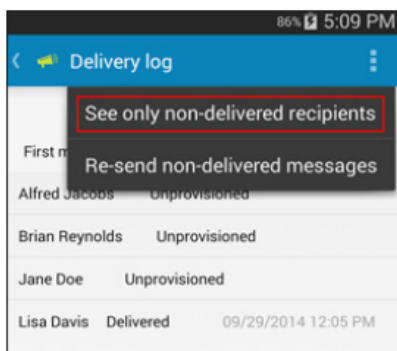 86% 5:09 PM
Delivery log
See only non-delivered recipients
First m
Re-send non-delivered messages
Alfred Jacobs Unprovisioned
Brian Reynolds Unprovisioned
Jane Doe Unprovisioned
Lisa Davis Delivered 09/29/2014 12:05 PM